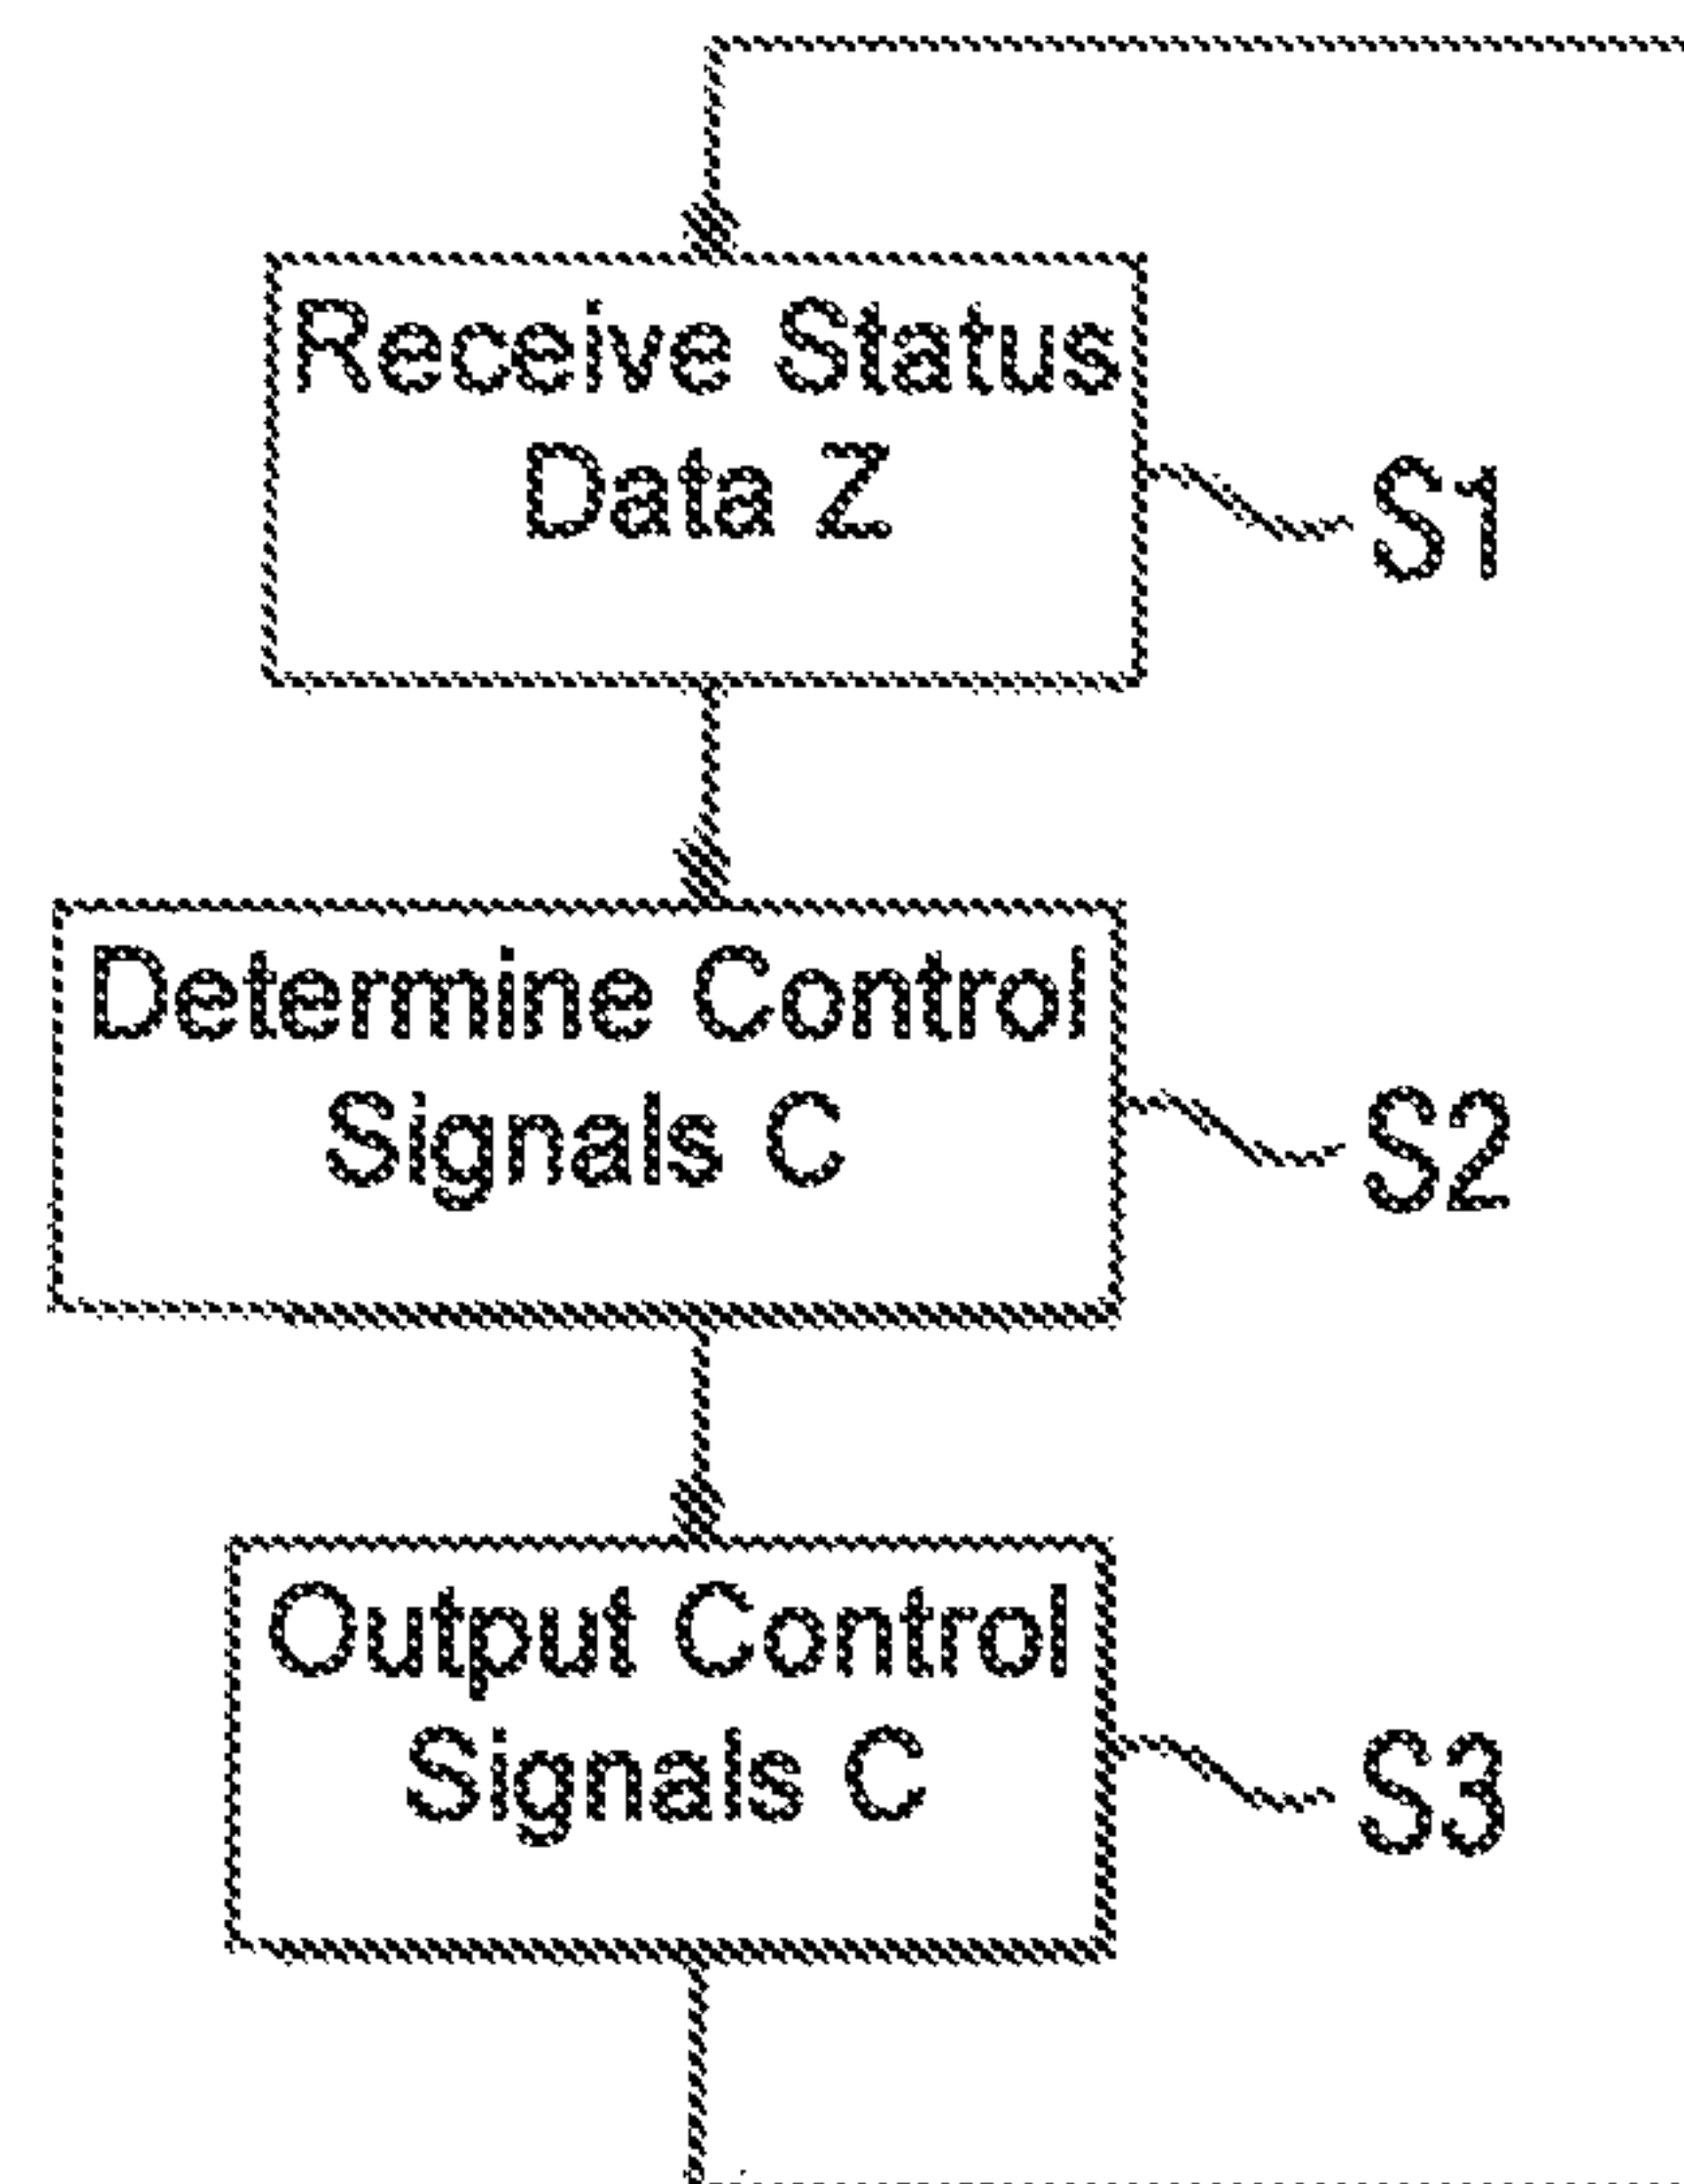 Receive Status
Data Z
S1
Determine Control
Signals C
S2
Output Control
Signals C
S3